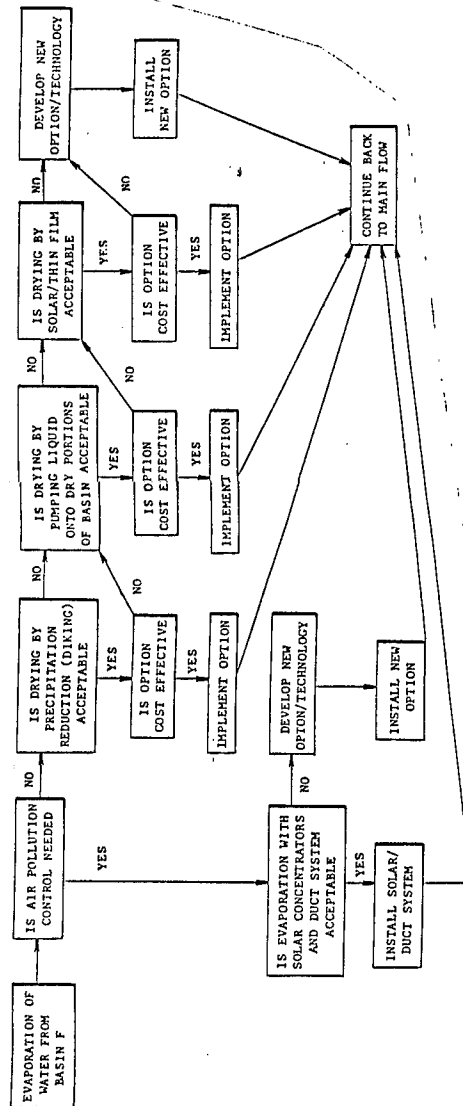 EVAPORATION OF
WATER FROM
BASIN F
IS AIR POLLUTION
CONTROL NEEDED
NO
YES
IS DRYING BY
PRECIPITATION
REDUCTION (DIKING)
ACCEPTABLE
NO
YES
IS OPTION
COST EFFECTIVE
NO
YES
IMPLEMENT OPTION
IS DRYING BY
PUMPING LIQUID
ONTO DRY PORTIONS
OF BASIN ACCEPTABLE
NO
YES
IS OPTION
COST EFFECTIVE
NO
YES
IMPLEMENT OPTION
IS DRYING BY
SOLAR/THIN FILM
ACCEPTABLE
NO
YES
IS OPTION
COST EFFECTIVE
NO
YES
IMPLEMENT OPTION
DEVELOP NEW
OPTION/TECHNOLOGY
INSTALL
NEW OPTION
IS EVAPORATION WITH
SOLAR CONCENTRATORS
AND DUCT SYSTEM
ACCEPTABLE
NO
YES
DEVELOP NEW
OPTON/TECHNOLOGY
INSTALL NEW
OPTION
INSTALL SOLAR/
DUCT SYSTEM
CONTINUE BACK
TO MAIN FLOW